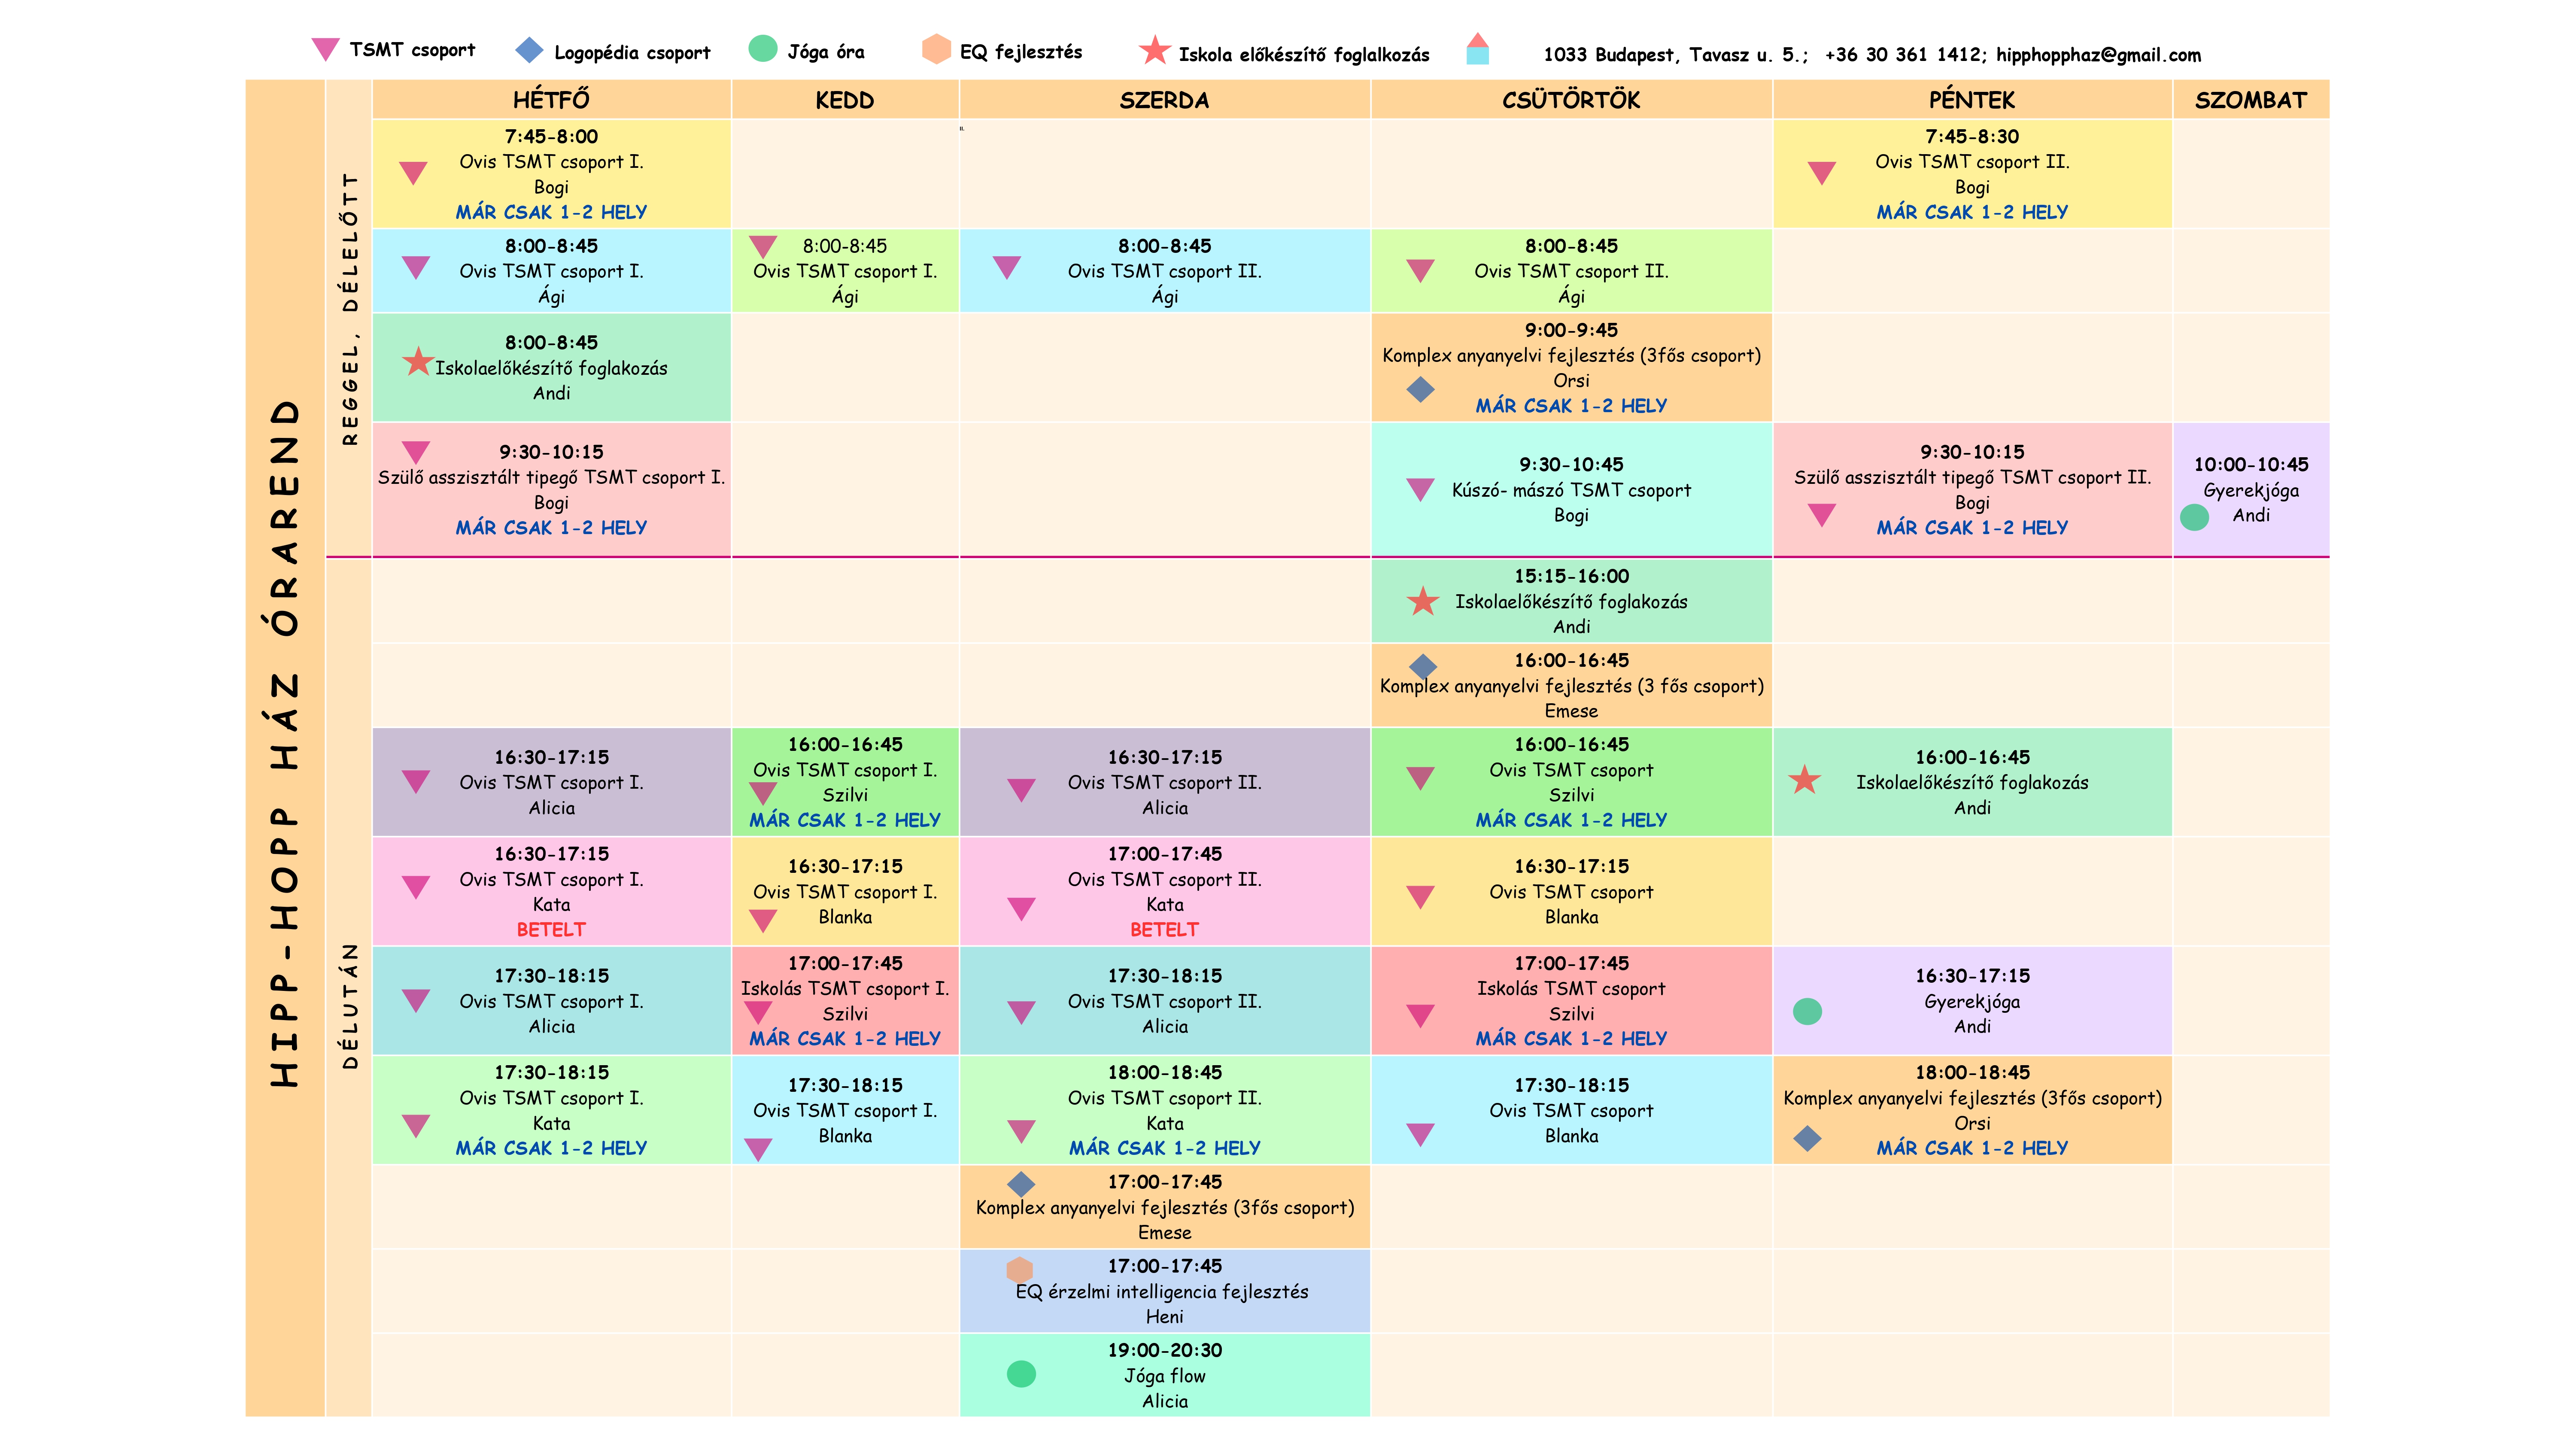 TSMT csoport
Logopédia csoport
Jóga óra
EQ fejlesztés
Iskola előkészítő foglalkozás
1033 Budapest, Tavasz u. 5.; +36 30 361 1412; hipphopphaz@gmail.com
HIPP-HOPP HÁZ ÓRAREND
HÉTFŐ
KEDD
SZERDA
CSÜTÖRTÖK
PÉNTEK
SZOMBAT
REGGEL, DÉLELŐTT
7:45-8:00
Ovis TSMT csoport I.
Bogi
MÁR CSAK 1-2 HELY
II.
7:45-8:30
Ovis TSMT csoport II.
Bogi
MÁR CSAK 1-2 HELY
8:00-8:45
Ovis TSMT csoport I.
Ági
8:00-8:45
Ovis TSMT csoport I.
Ági
8:00-8:45
Ovis TSMT csoport II.
Ági
8:00-8:45
Ovis TSMT csoport II.
Ági
8:00-8:45
Iskolaelőkészítő foglakozás
Andi
9:00-9:45
Komplex anyanyelvi fejlesztés (3fős csoport)
Orsi
MÁR CSAK 1-2 HELY
9:30-10:15
Szülő asszisztált tipegő TSMT csoport I.
Bogi
MÁR CSAK 1-2 HELY
9:30-10:45
Kúszó- mászó TSMT csoport
Bogi
9:30-10:15
Szülő asszisztált tipegő TSMT csoport II.
Bogi
MÁR CSAK 1-2 HELY
10:00-10:45
Gyerekjóga
Andi
DÉLUTÁN
15:15-16:00
Iskolaelőkészítő foglakozás
Andi
16:00-16:45
Komplex anyanyelvi fejlesztés (3 fős csoport)
Emese
16:30-17:15
Ovis TSMT csoport I.
Alicia
16:00-16:45
Ovis TSMT csoport I.
Szilvi
MÁR CSAK 1-2 HELY
16:30-17:15
Ovis TSMT csoport II.
Alicia
16:00-16:45
Ovis TSMT csoport
Szilvi
MÁR CSAK 1-2 HELY
16:00-16:45
Iskolaelőkészítő foglakozás
Andi
16:30-17:15
Ovis TSMT csoport I.
Kata
BETELT
16:30-17:15
Ovis TSMT csoport I.
Blanka
17:00-17:45
Ovis TSMT csoport II.
Kata
BETELT
16:30-17:15
Ovis TSMT csoport
Blanka
17:30-18:15
Ovis TSMT csoport I.
Alicia
17:00-17:45
Iskolás TSMT csoport I.
Szilvi
MÁR CSAK 1-2 HELY
17:30-18:15
Ovis TSMT csoport II.
Alicia
17:00-17:45
Iskolás TSMT csoport
Szilvi
MÁR CSAK 1-2 HELY
16:30-17:15
Gyerekjóga
Andi
17:30-18:15
Ovis TSMT csoport I.
Kata
MÁR CSAK 1-2 HELY
17:30-18:15
Ovis TSMT csoport I.
Blanka
18:00-18:45
Ovis TSMT csoport II.
Kata
MÁR CSAK 1-2 HELY
17:30-18:15
Ovis TSMT csoport
Blanka
18:00-18:45
Komplex anyanyelvi fejlesztés (3fős csoport)
Orsi
MÁR CSAK 1-2 HELY
17:00-17:45
Komplex anyanyelvi fejlesztés (3fős csoport)
Emese
17:00-17:45
EQ érzelmi intelligencia fejlesztés
Heni
19:00-20:30
Jóga flow
Alicia